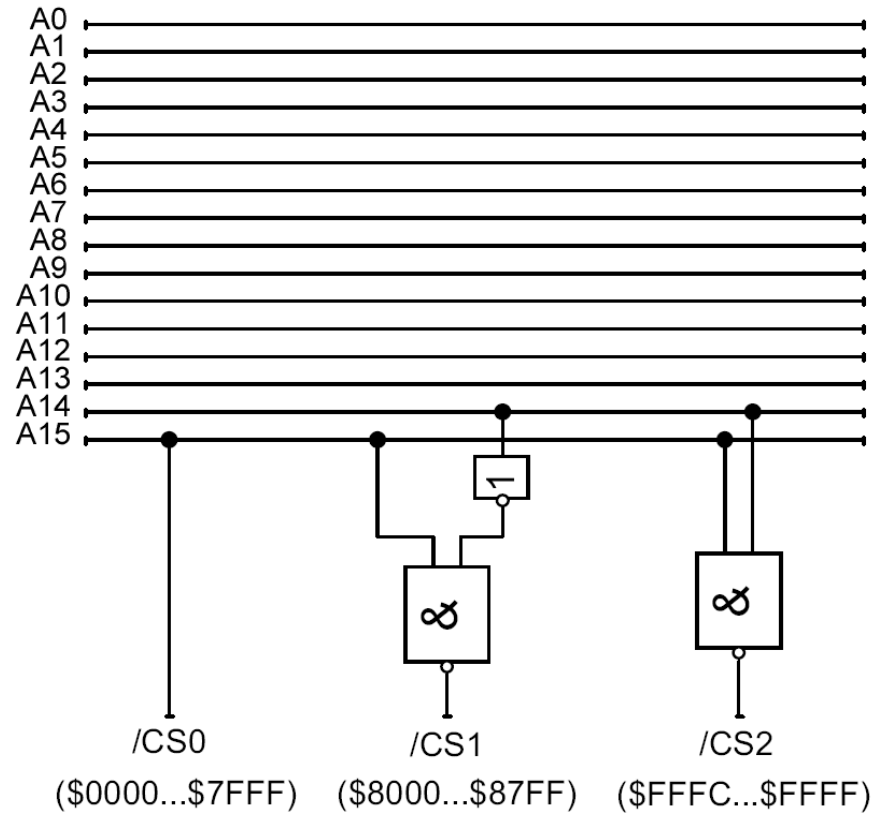 A0
A1
A2
A3
A4
A5
A6
A7
A8
A9
A10
A11
A12
A13
A14
A15
1
&
&
/CS0
/CS1
/CS2
($0000...$7FFF)
($8000...$87FF)
($FFFC...$FFFF)